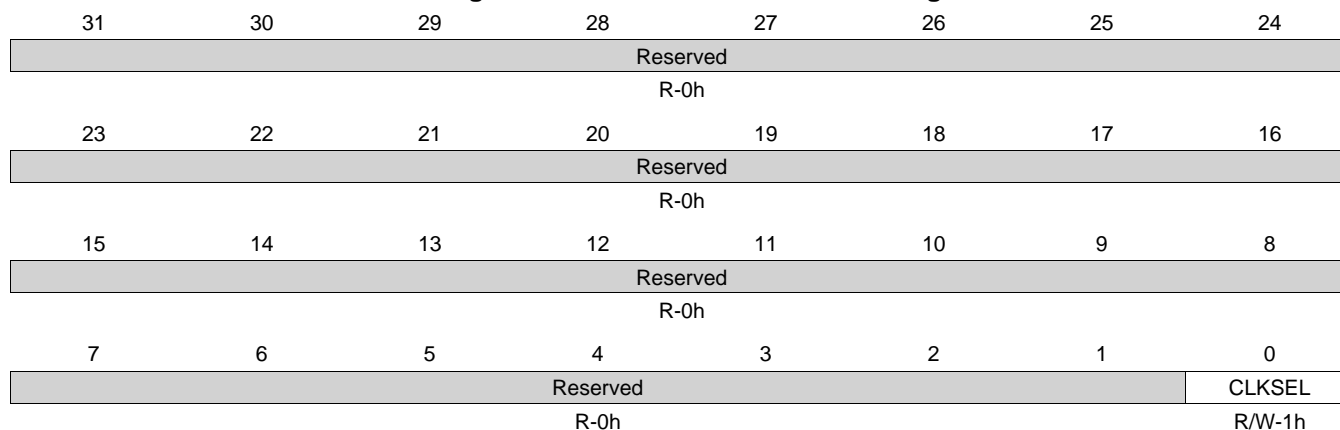 31 30 29 28 27 26 25 24
Reserved
R-0h
23 22 21 20 19 18 17 16
Reserved
R-0h
15 14 13 12 11 10 9 8
Reserved
R-0h
7 6 5 4 3 2 1 0
Reserved CLKSEL
R-0h R/W-1h